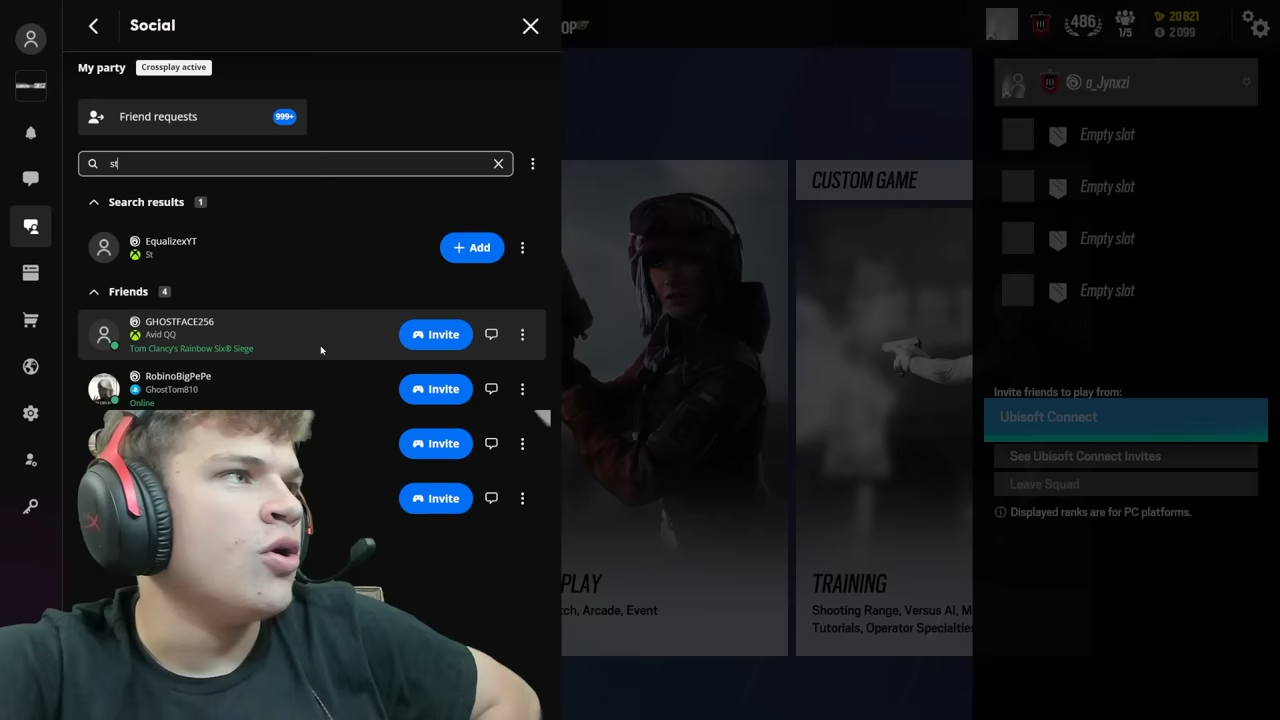 Social
My party Crossplay active
Friend requests 999+
st
Search results 1
EqualizexYT
St
+ Add
Friends 4
GHOSTFACE256
Avid QQ
Tom Clancy's Rainbow Six® Siege
Invite
RobinoBigPePe
GhostTom810
Online
Invite
Invite
Invite
OP
PLAY
tch, Arcade, Event
CUSTOM GAME
TRAINING
Shooting Range, Versus AI, M
Tutorials, Operator Specialties
486
1/5
20 821
2 099
o_Jynxzi
Empty slot
Empty slot
Empty slot
Empty slot
Invite friends to play from:
Ubisoft Connect
See Ubisoft Connect Invites
Leave Squad
Displayed ranks are for PC platforms.